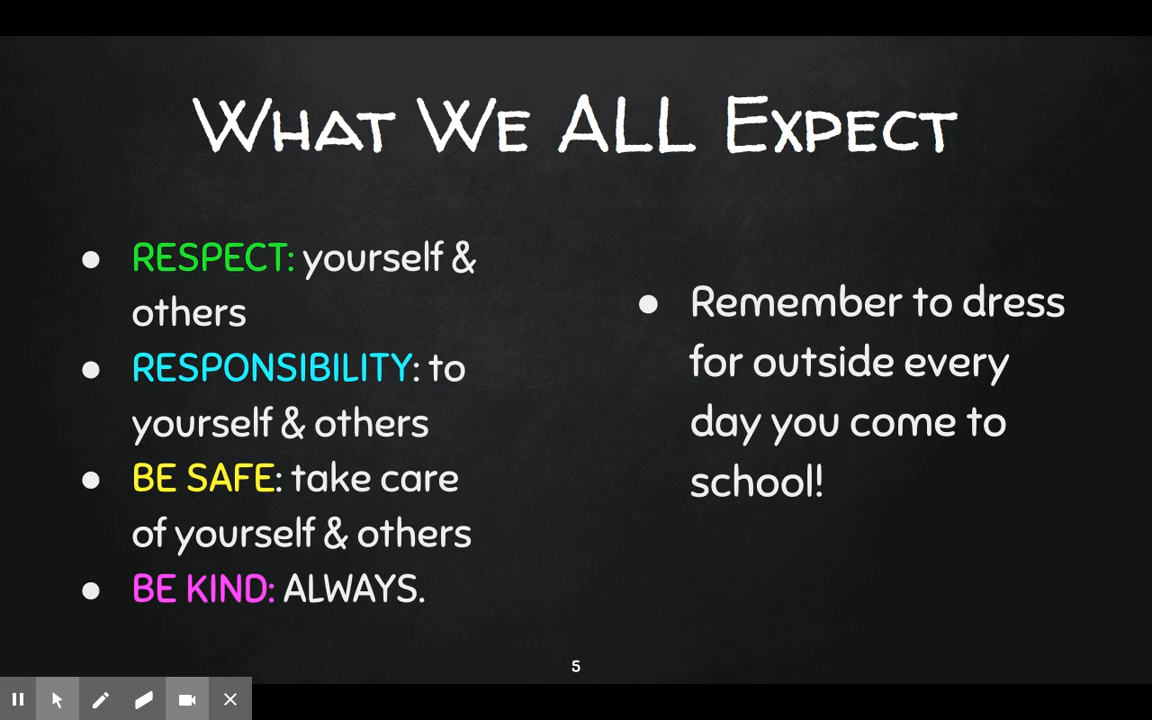 What We ALL Expect
● RESPECT: yourself &
others
● RESPONSIBILITY: to
yourself & others
● BE SAFE: take care
of yourself & others
● BE KIND: ALWAYS.
● Remember to dress
for outside every
day you come to
school!
5